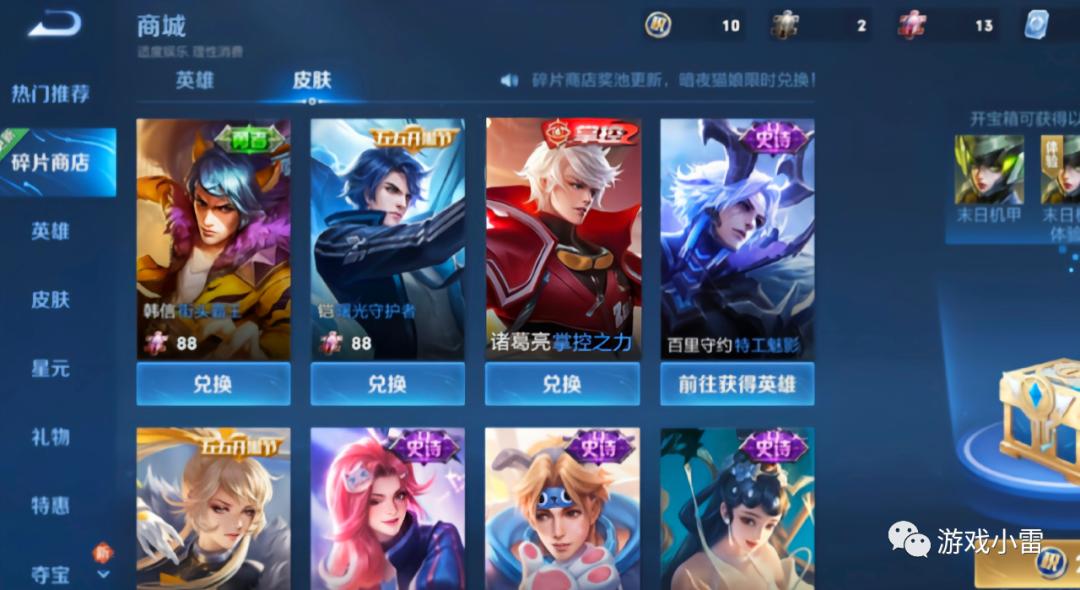 商城
适度娱乐 理性消费
10
2
13
英雄
皮肤
碎片商店奖池更新，暗夜猫娘限时兑换！
热门推荐
碎片商店
英雄
皮肤
星元
礼物
特惠
夺宝
新
勇者
韩信街头霸王
88
兑换
五五开黑节
铠曙光守护者
88
兑换
掌控
诸葛亮掌控之力
兑换
史诗
百里守约特工魅影
前往获得英雄
五五开黑节
史诗
史诗
史诗
开宝箱可获得以
末日机甲
体验
末日机
体验
游戏小雷